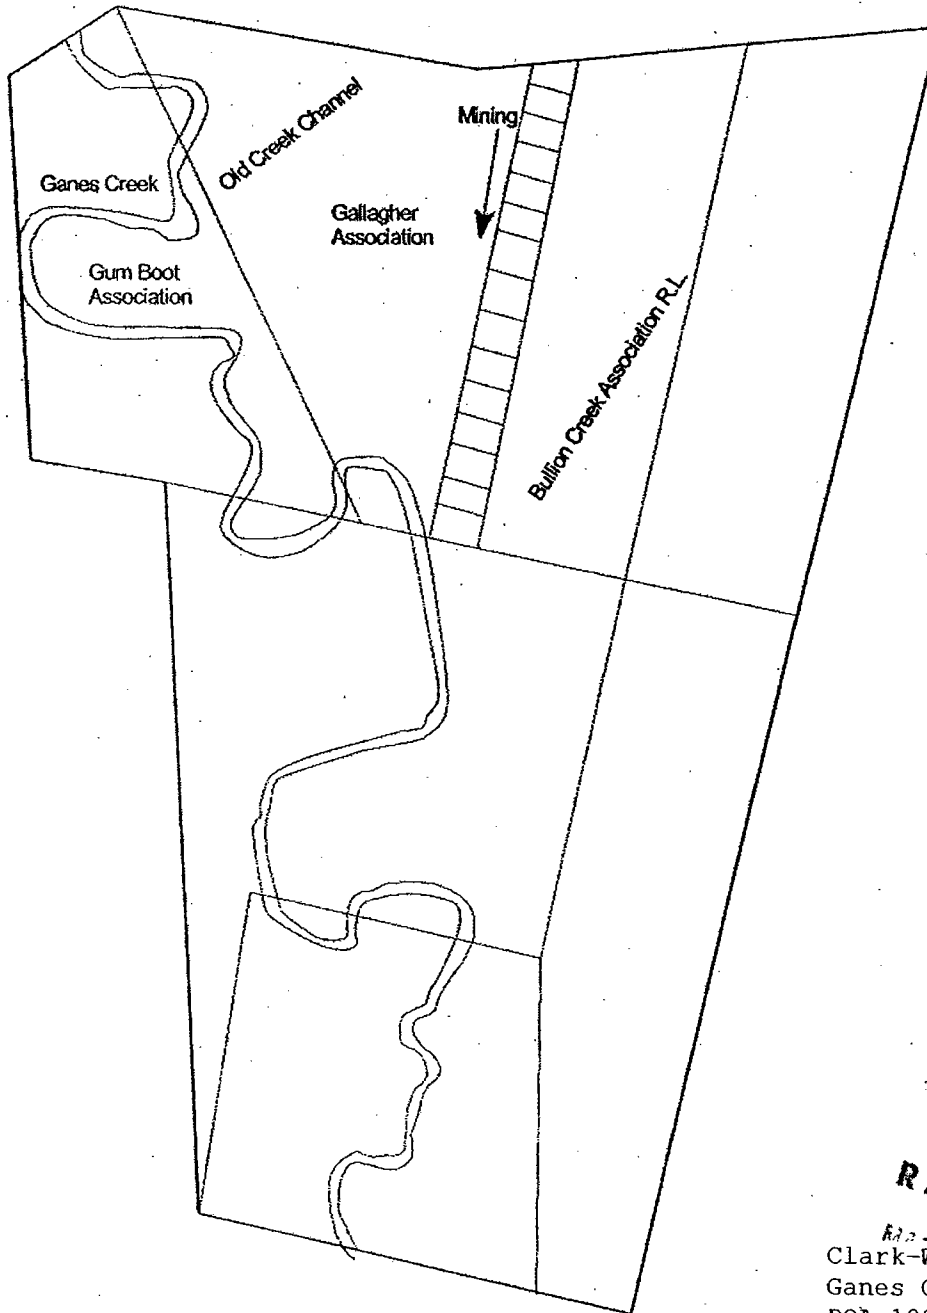 Old Creek Channel
Mining
Ganes Creek
Gallagher
Association
Gum Boot
Association
Bullion Creek Association R.L.
Clark-
Ganes